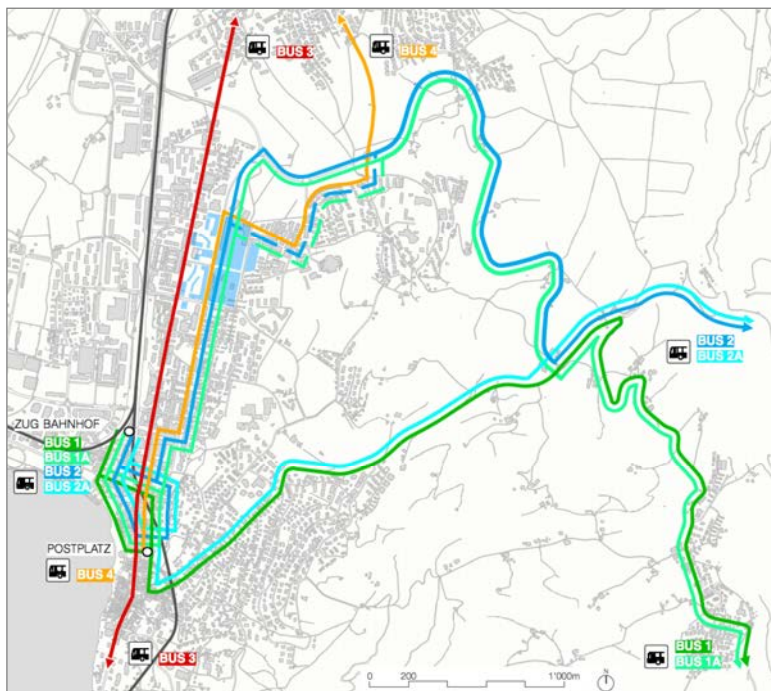 BUS 3
BUS 4
BUS 2
BUS 2A
ZUG BAHNHOF
BUS 1
BUS 1A
BUS 2
BUS 2A
POSTPLATZ
BUS 4
BUS 3
BUS 1
BUS 1A
0 200 1'000m
N